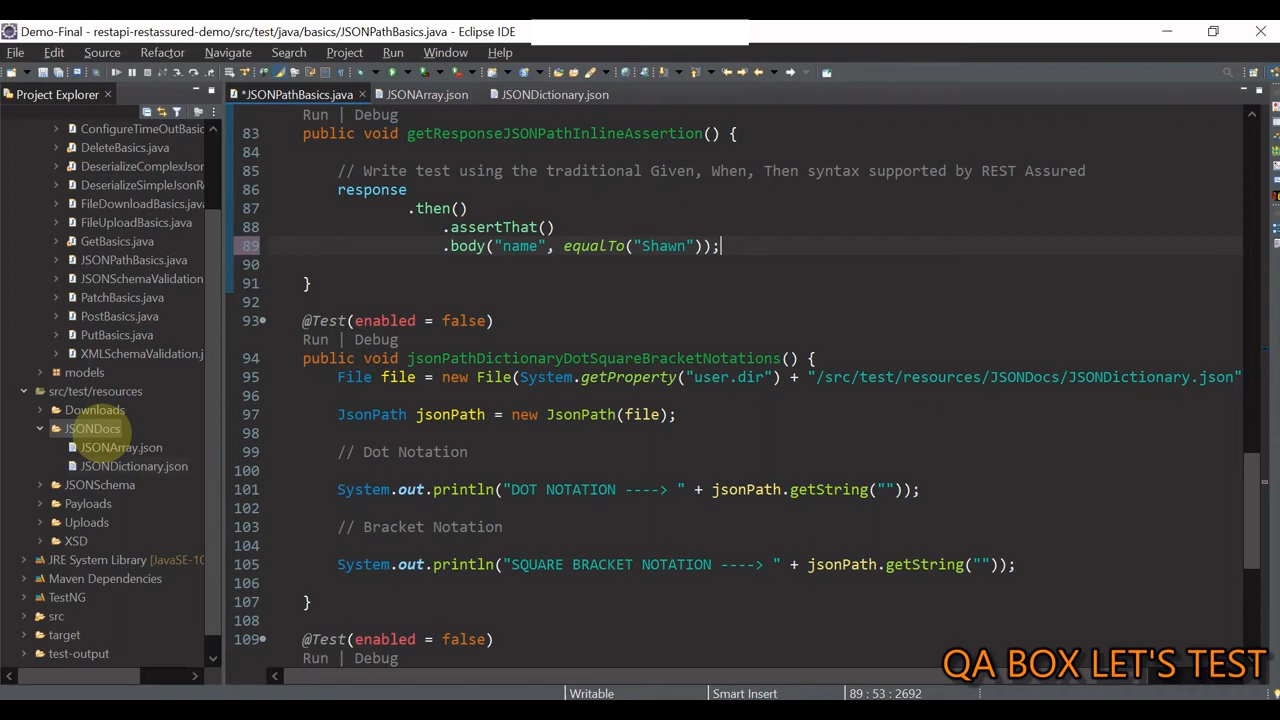 Demo-Final - restapi-restassured-demo/src/test/java/basics/JSONPathBasics.java - Eclipse IDE
File Edit Source Refactor Navigate Search Project Run Window Help
Project Explorer
*JSONPathBasics.java JSONArray.json JSONDictionary.json
ConfigureTimeOutBasic
DeleteBasics.java
DeserializeComplexJson
DeserializeSimpleJsonRe
FileDownloadBasics.java
FileUploadBasics.java
GetBasics.java
JSONPathBasics.java
JSONSchemaValidation
PatchBasics.java
PostBasics.java
PutBasics.java
XMLSchemaValidation.j
models
src/test/resources
Downloads
JSONDocs
JSONArray.json
JSONDictionary.json
JSONSchema
Payloads
Uploads
XSD
JRE System Library [JavaSE-10
Maven Dependencies
TestNG
src
target
test-output
Run | Debug
83 public void getResponseJSONPathInlineAssertion() {
84
85 // Write test using the traditional Given, When, Then syntax supported by REST Assured
86 response
87 .then()
88 .assertThat()
89 .body("name", equalTo("Shawn"));
90
91 }
92
93 @Test(enabled = false)
Run | Debug
94 public void jsonPathDictionaryDotSquareBracketNotations() {
95 File file = new File(System.getProperty("user.dir") + "/src/test/resources/JSONDocs/JSONDictionary.json"
96
97 JsonPath jsonPath = new JsonPath(file);
98
99 // Dot Notation
100
101 System.out.println("DOT NOTATION ----> " + jsonPath.getString(""));
102
103 // Bracket Notation
104
105 System.out.println("SQUARE BRACKET NOTATION ----> " + jsonPath.getString(""));
106
107 }
108
109 @Test(enabled = false)
Run | Debug
QA BOX LET'S TEST
Writable Smart Insert 89 : 53 : 2692